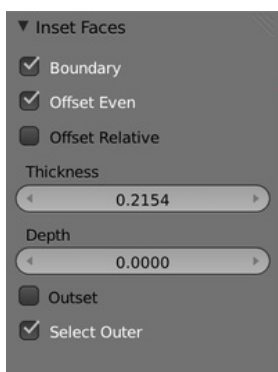 Inset Faces
Boundary
Offset Even
Offset Relative
Thickness
0.2154
Depth
0.0000
Outset
Select Outer